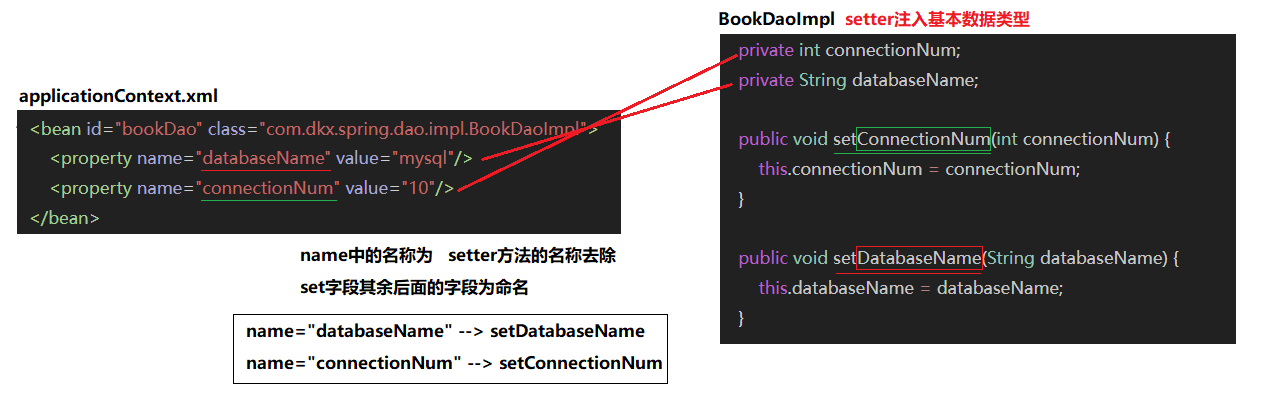 BookDaoImpl setter注入基本数据类型
private int connectionNum;
private String databaseName;
public void setConnectionNum(int connectionNum) {
this.connectionNum = connectionNum;
}
public void setDatabaseName(String databaseName) {
this.databaseName = databaseName;
}
applicationContext.xml
<bean id="bookDao" class="com.dkx.spring.dao.impl.BookDaoImpl">
<property name="databaseName" value="mysql"/>
<property name="connectionNum" value="10"/>
</bean>
name中的名称为 setter方法的名称去除
set字段其余后面的字段为命名
name="databaseName" --> setDatabaseName
name="connectionNum" --> setConnectionNum